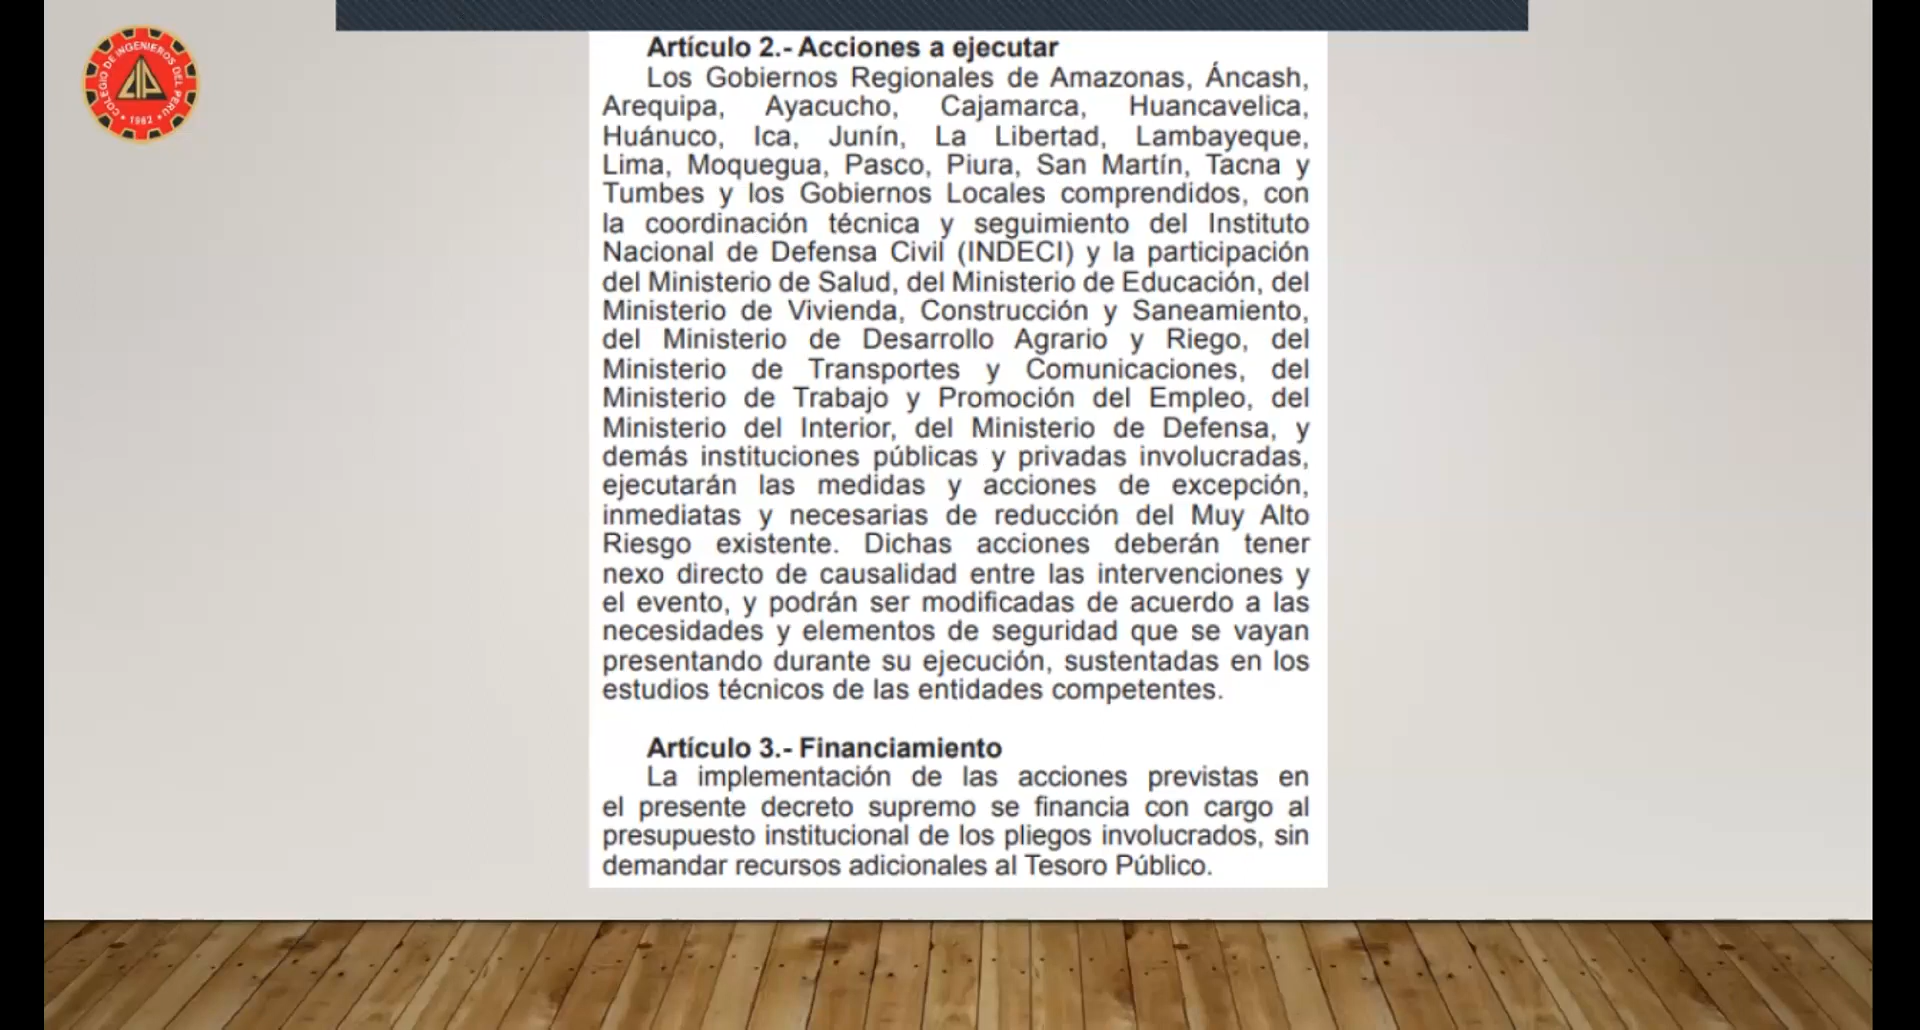 COLEGIO DE INGENIEROS DEL PERU
CIP
• 1962 •
Artículo 2.- Acciones a ejecutar
Los Gobiernos Regionales de Amazonas, Áncash,
Arequipa, Ayacucho, Cajamarca, Huancavelica,
Huánuco, Ica, Junín, La Libertad, Lambayeque,
Lima, Moquegua, Pasco, Piura, San Martín, Tacna y
Tumbes y los Gobiernos Locales comprendidos, con
la coordinación técnica y seguimiento del Instituto
Nacional de Defensa Civil (INDECI) y la participación
del Ministerio de Salud, del Ministerio de Educación, del
Ministerio de Vivienda, Construcción y Saneamiento,
del Ministerio de Desarrollo Agrario y Riego, del
Ministerio de Transportes y Comunicaciones, del
Ministerio de Trabajo y Promoción del Empleo, del
Ministerio del Interior, del Ministerio de Defensa, y
demás instituciones públicas y privadas involucradas,
ejecutarán las medidas y acciones de excepción,
inmediatas y necesarias de reducción del Muy Alto
Riesgo existente. Dichas acciones deberán tener
nexo directo de causalidad entre las intervenciones y
el evento, y podrán ser modificadas de acuerdo a las
necesidades y elementos de seguridad que se vayan
presentando durante su ejecución, sustentadas en los
estudios técnicos de las entidades competentes.
Artículo 3.- Financiamiento
La implementación de las acciones previstas en
el presente decreto supremo se financia con cargo al
presupuesto institucional de los pliegos involucrados, sin
demandar recursos adicionales al Tesoro Público.